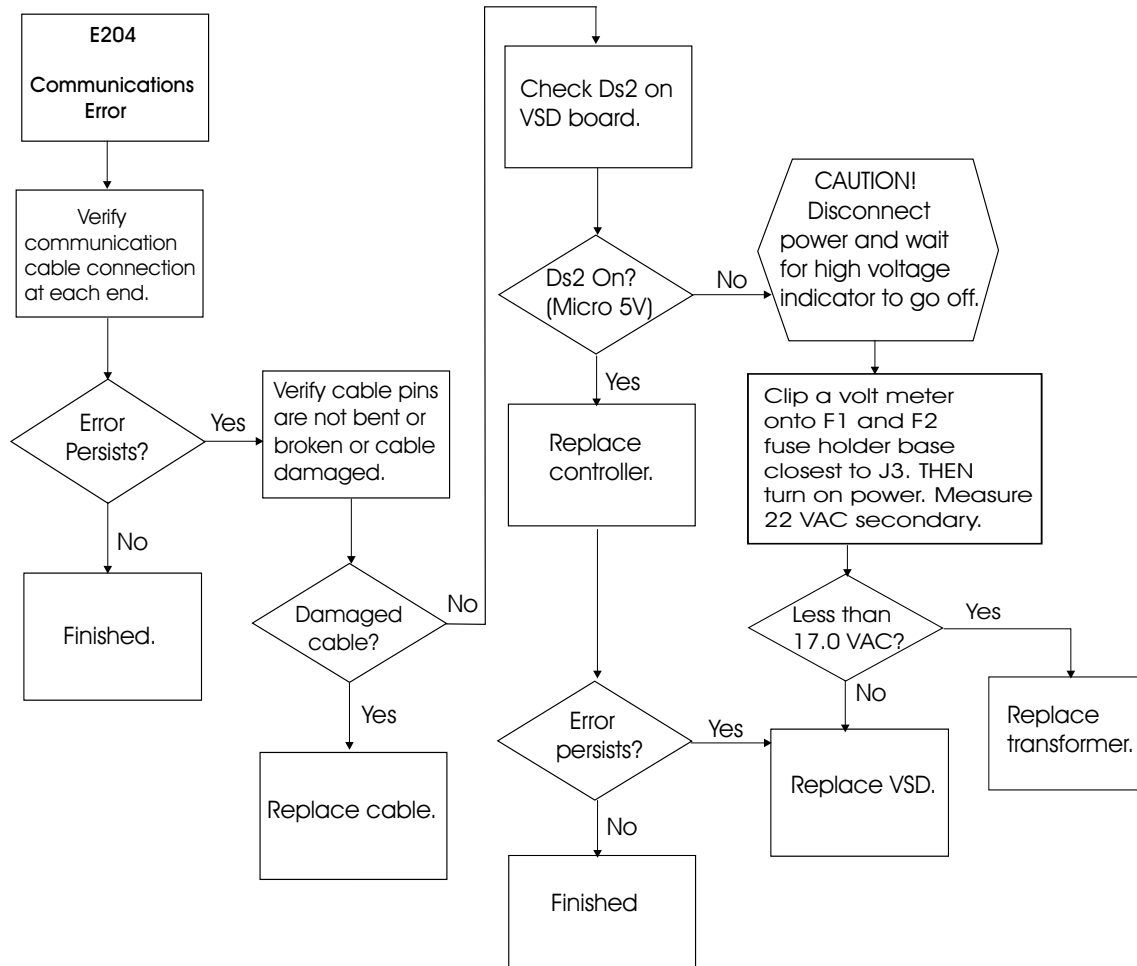 E204
Communications
Error
Verify
communication
cable connection
at each end.
Error
Persists?
Yes
No
Finished.
Verify cable pins
are not bent or
broken or cable
damaged.
Damaged
cable?
No
Yes
Replace cable.
Check Ds2 on
VSD board.
Ds2 On?
(Micro 5V)
No
Yes
CAUTION!
Disconnect
power and wait
for high voltage
indicator to go off.
Clip a volt meter
onto F1 and F2
fuse holder base
closest to J3. THEN
turn on power. Measure
22 VAC secondary.
Replace
controller.
Less than
17.0 VAC?
Yes
No
Replace
transformer.
Error
persists?
Yes
No
Replace VSD.
Finished